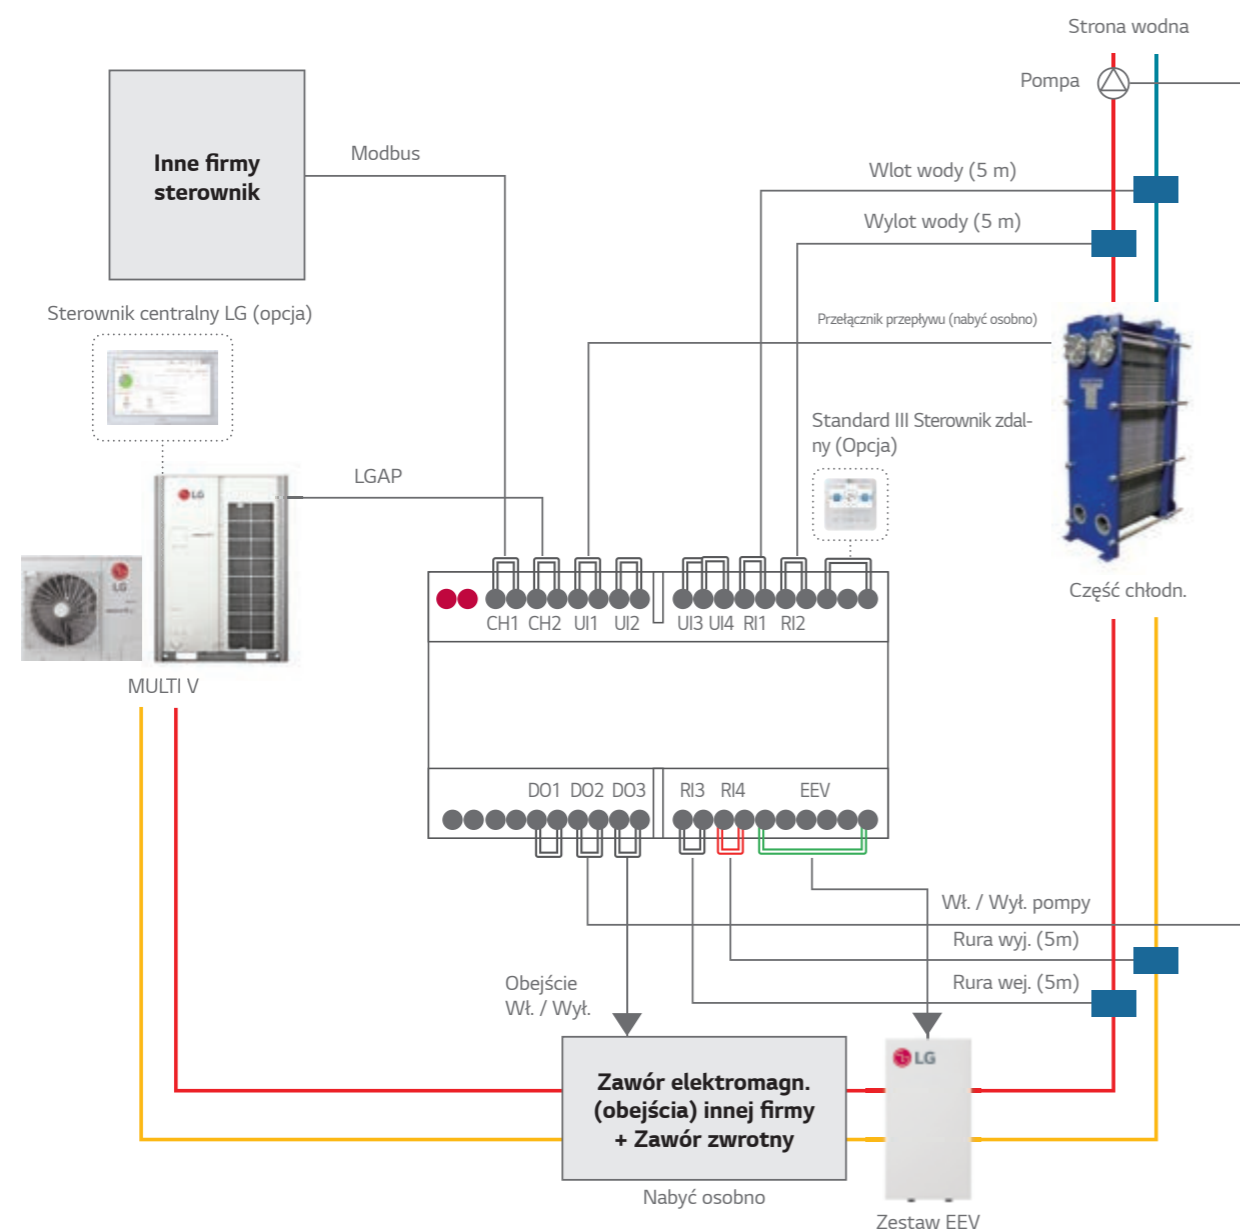 Strona wodna
Pompa
Inne firmy
sterownik
Modbus
Wlot wody (5 m)
Wylot wody (5 m)
Sterownik centralny LG (opcja)
Przełącznik przepływu (nabyć osobno)
Standard III Sterownik zdal-
ny (Opcja)
LGAP
LG
LG
MULTI V
Część chłodn.
CH1 CH2 UI1 UI2 UI3 UI4 RI1 RI2
DO1 DO2 DO3 RI3 RI4 EEV
Wł. / Wył. pompy
Rura wyj. (5m)
Rura wej. (5m)
Obejście
Wł. / Wył.
Zawór elektromagn.
(obejścia) innej firmy
+ Zawór zwrotny
Nabyć osobno
LG
Zestaw EEV